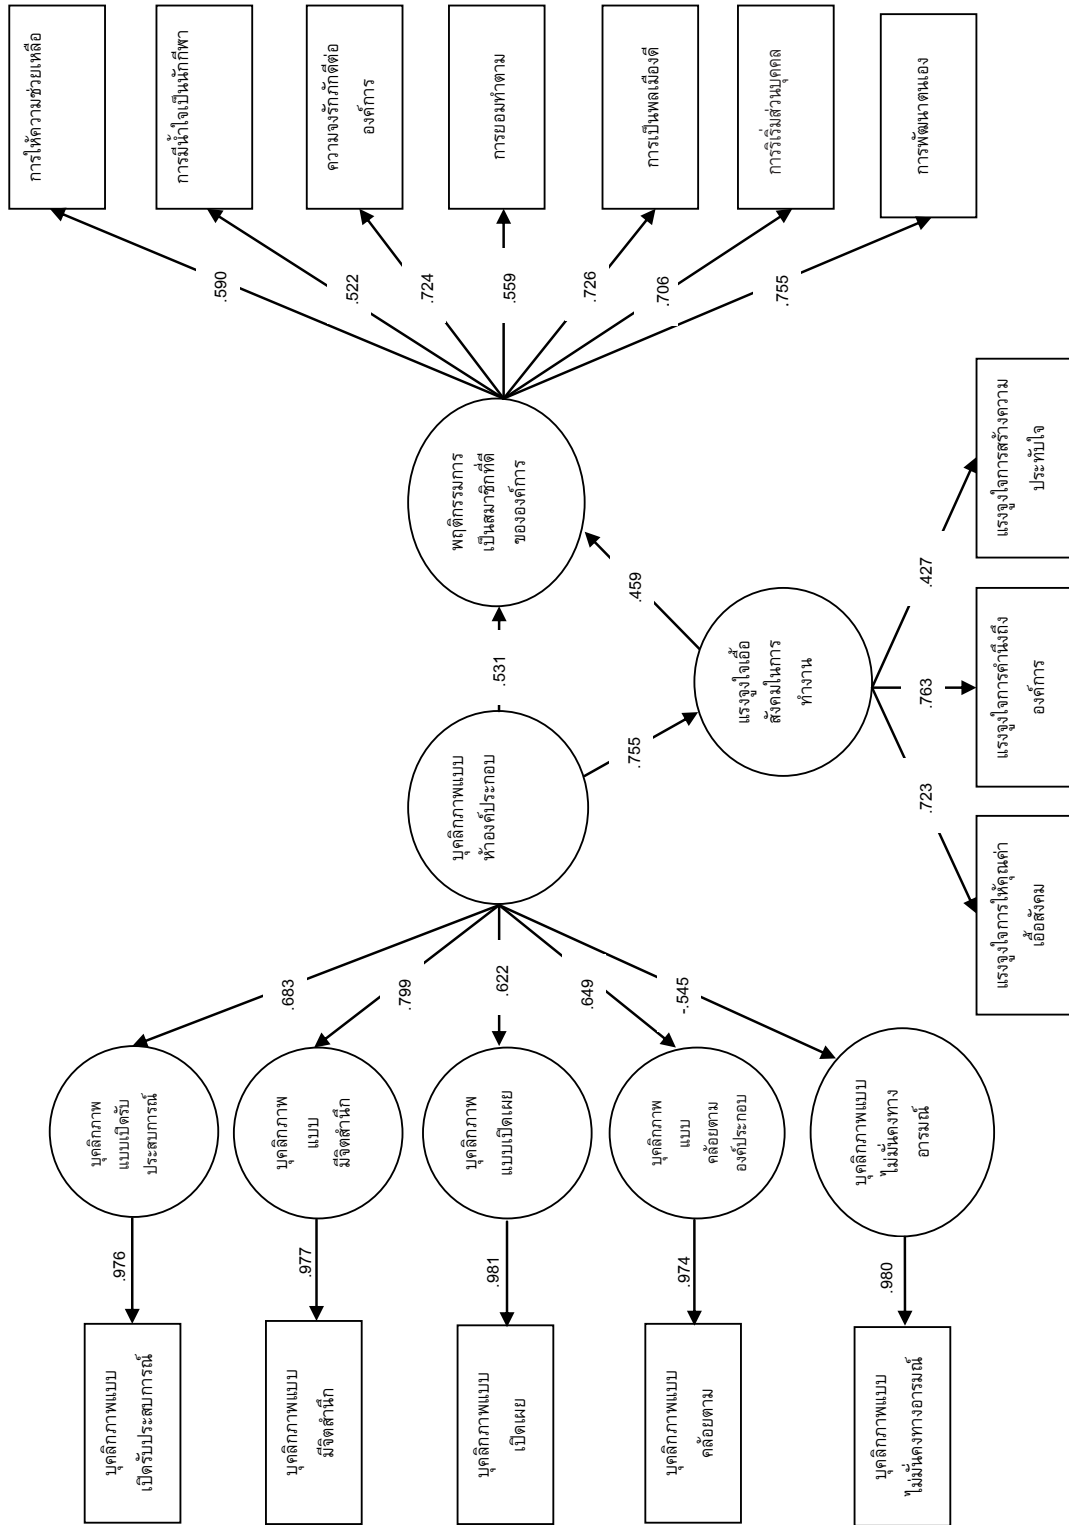 บุคลิกภาพแบบ
เปิดรับประสบการณ์
บุคลิกภาพแบบ
มีจิตสำนึก
บุคลิกภาพแบบ
เปิดเผย
บุคลิกภาพแบบ
คล้อยตาม
บุคลิกภาพแบบ
ไม่มั่นคงทางอารมณ์
.976
.977
.981
.974
.980
บุคลิกภาพ
แบบเปิดรับ
ประสบการณ์
บุคลิกภาพ
แบบ
มีจิตสำนึก
บุคลิกภาพ
แบบเปิดเผย
บุคลิกภาพ
แบบ
คล้อยตาม
องค์ประกอบ
บุคลิกภาพแบบ
ไม่มั่นคงทาง
อารมณ์
.683
.799
.622
.649
-.545
บุคลิกภาพแบบ
ห้าองค์ประกอบ
.531
.755
.459
พฤติกรรมการ
เป็นสมาชิกที่ดี
ขององค์การ
แรงจูงใจเอื้อ
สังคมในการ
ทำงาน
.590
.522
.724
.559
.726
.706
.755
การให้ความช่วยเหลือ
การมีน้ำใจเป็นนักกีฬา
ความจงรักภักดีต่อ
องค์การ
การยอมทำตาม
การเป็นพลเมืองดี
การริเริ่มส่วนบุคคล
การพัฒนาตนเอง
.723
.763
.427
แรงจูงใจการให้คุณค่า
เอื้อสังคม
แรงจูงใจการคำนึงถึง
องค์การ
แรงจูงใจการสร้างความ
ประทับใจ